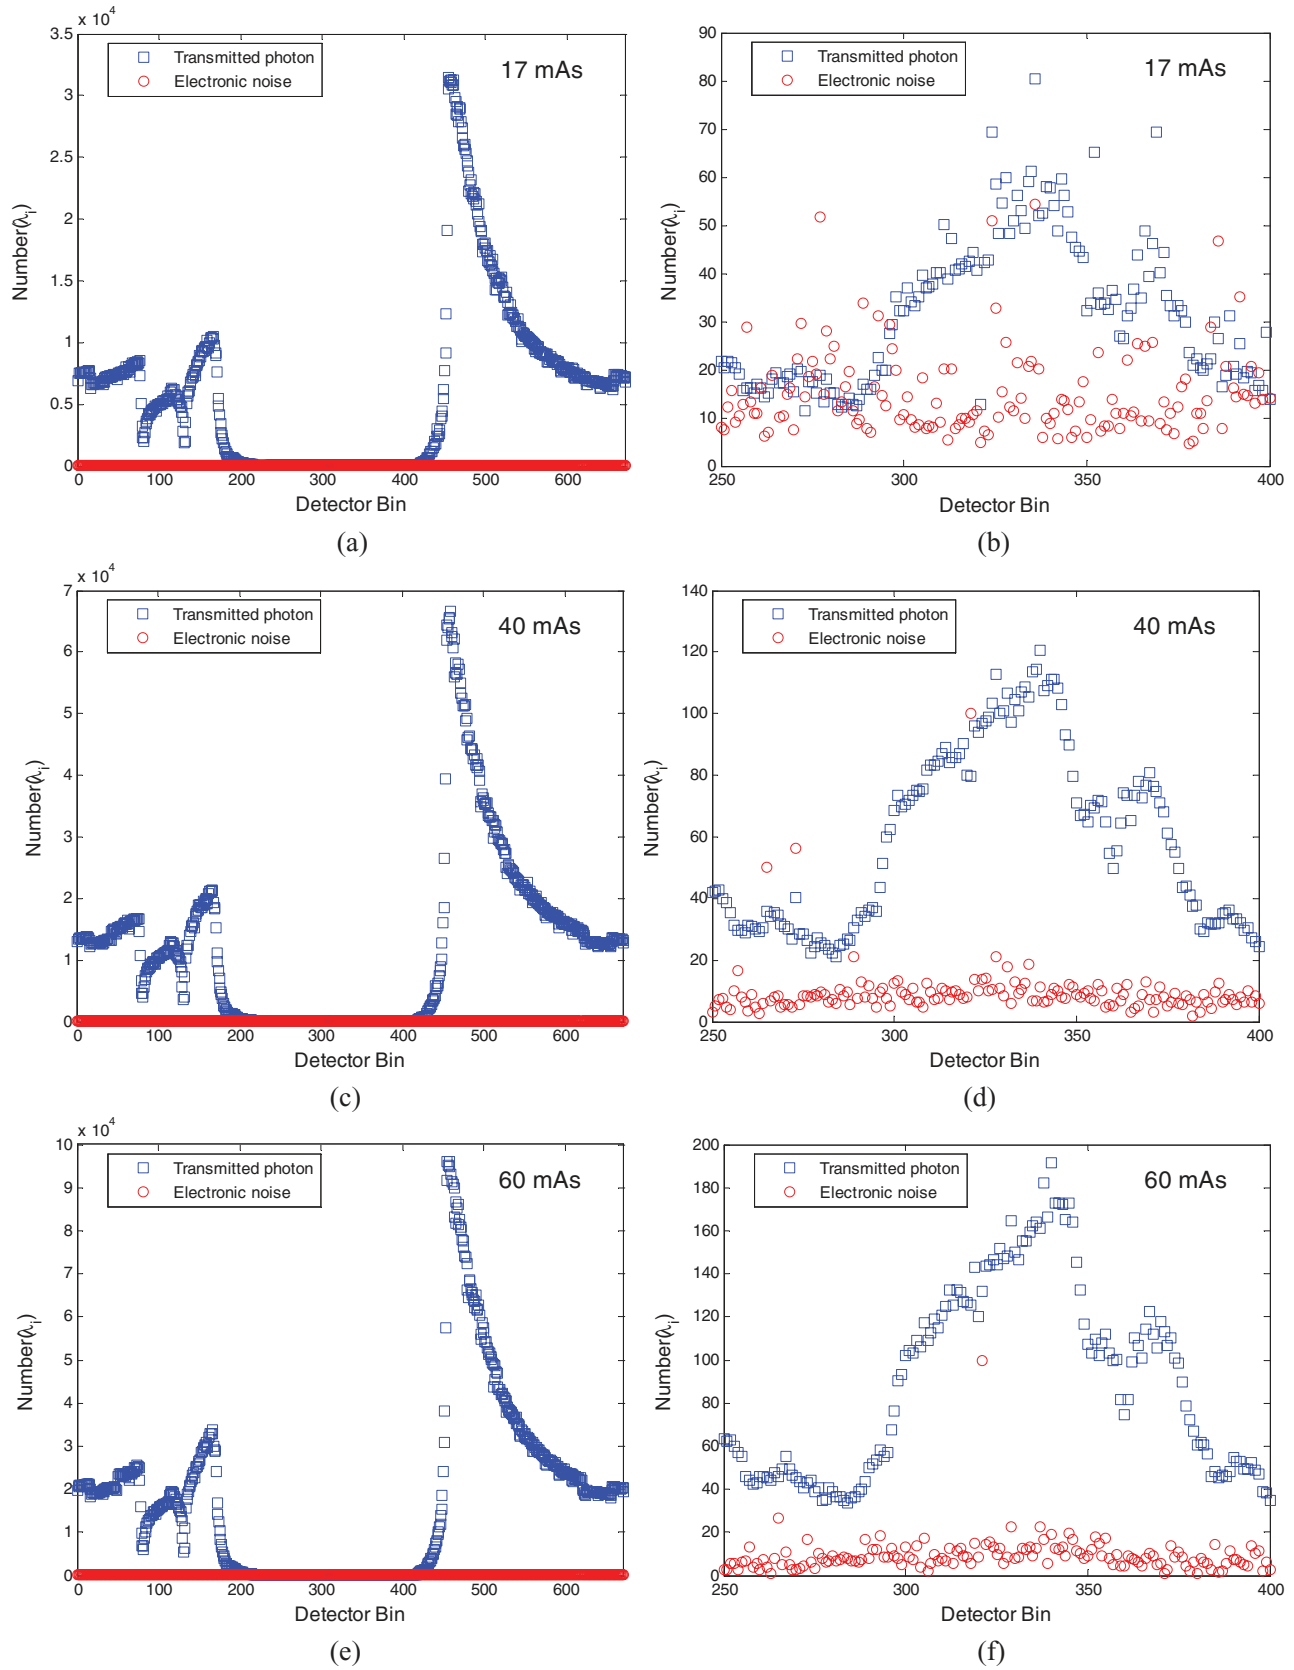 x 10⁴
3.5
3
2.5
2
1.5
1
0.5
0
0 100 200 300 400 500 600
Number(λᵢ)
Detector Bin
Transmitted photon
Electronic noise
17 mAs
(a)
90
80
70
60
50
40
30
20
10
0
250 300 350 400
Number(λᵢ)
Detector Bin
Transmitted photon
Electronic noise
17 mAs
(b)
x 10⁴
7
6
5
4
3
2
1
0
0 100 200 300 400 500 600
Number(λᵢ)
Detector Bin
Transmitted photon
Electronic noise
40 mAs
(c)
140
120
100
80
60
40
20
0
250 300 350 400
Number(λᵢ)
Detector Bin
Transmitted photon
Electronic noise
40 mAs
(d)
x 10⁴
10
9
8
7
6
5
4
3
2
1
0
0 100 200 300 400 500 600
Number(λᵢ)
Detector Bin
Transmitted photon
Electronic noise
60 mAs
(e)
200
180
160
140
120
100
80
60
40
20
0
250 300 350 400
Number(λᵢ)
Detector Bin
Transmitted photon
Electronic noise
60 mAs
(f)